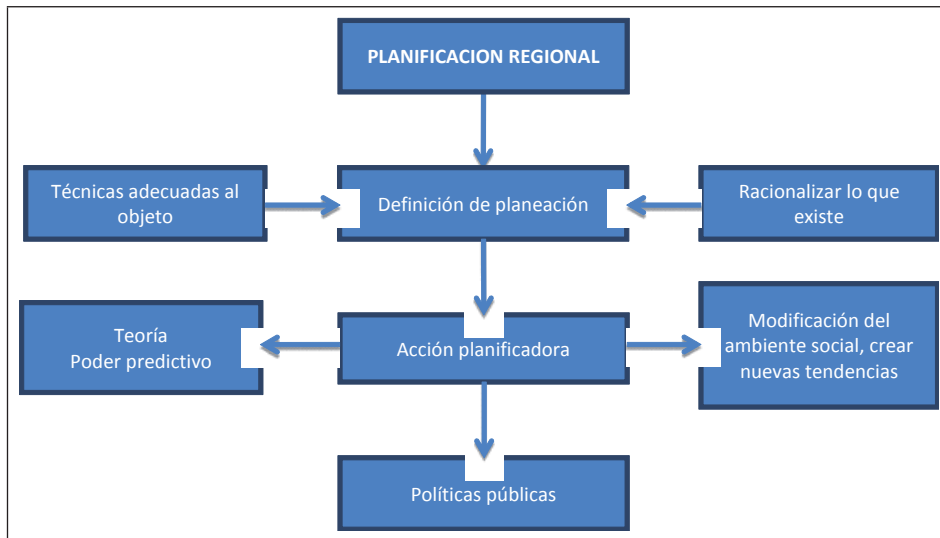 PLANIFICACION REGIONAL
Técnicas adecuadas al
objeto
Definición de planeación
Racionalizar lo que
existe
Teoría
Poder predictivo
Acción planificadora
Modificación del
ambiente social, crear
nuevas tendencias
Políticas públicas